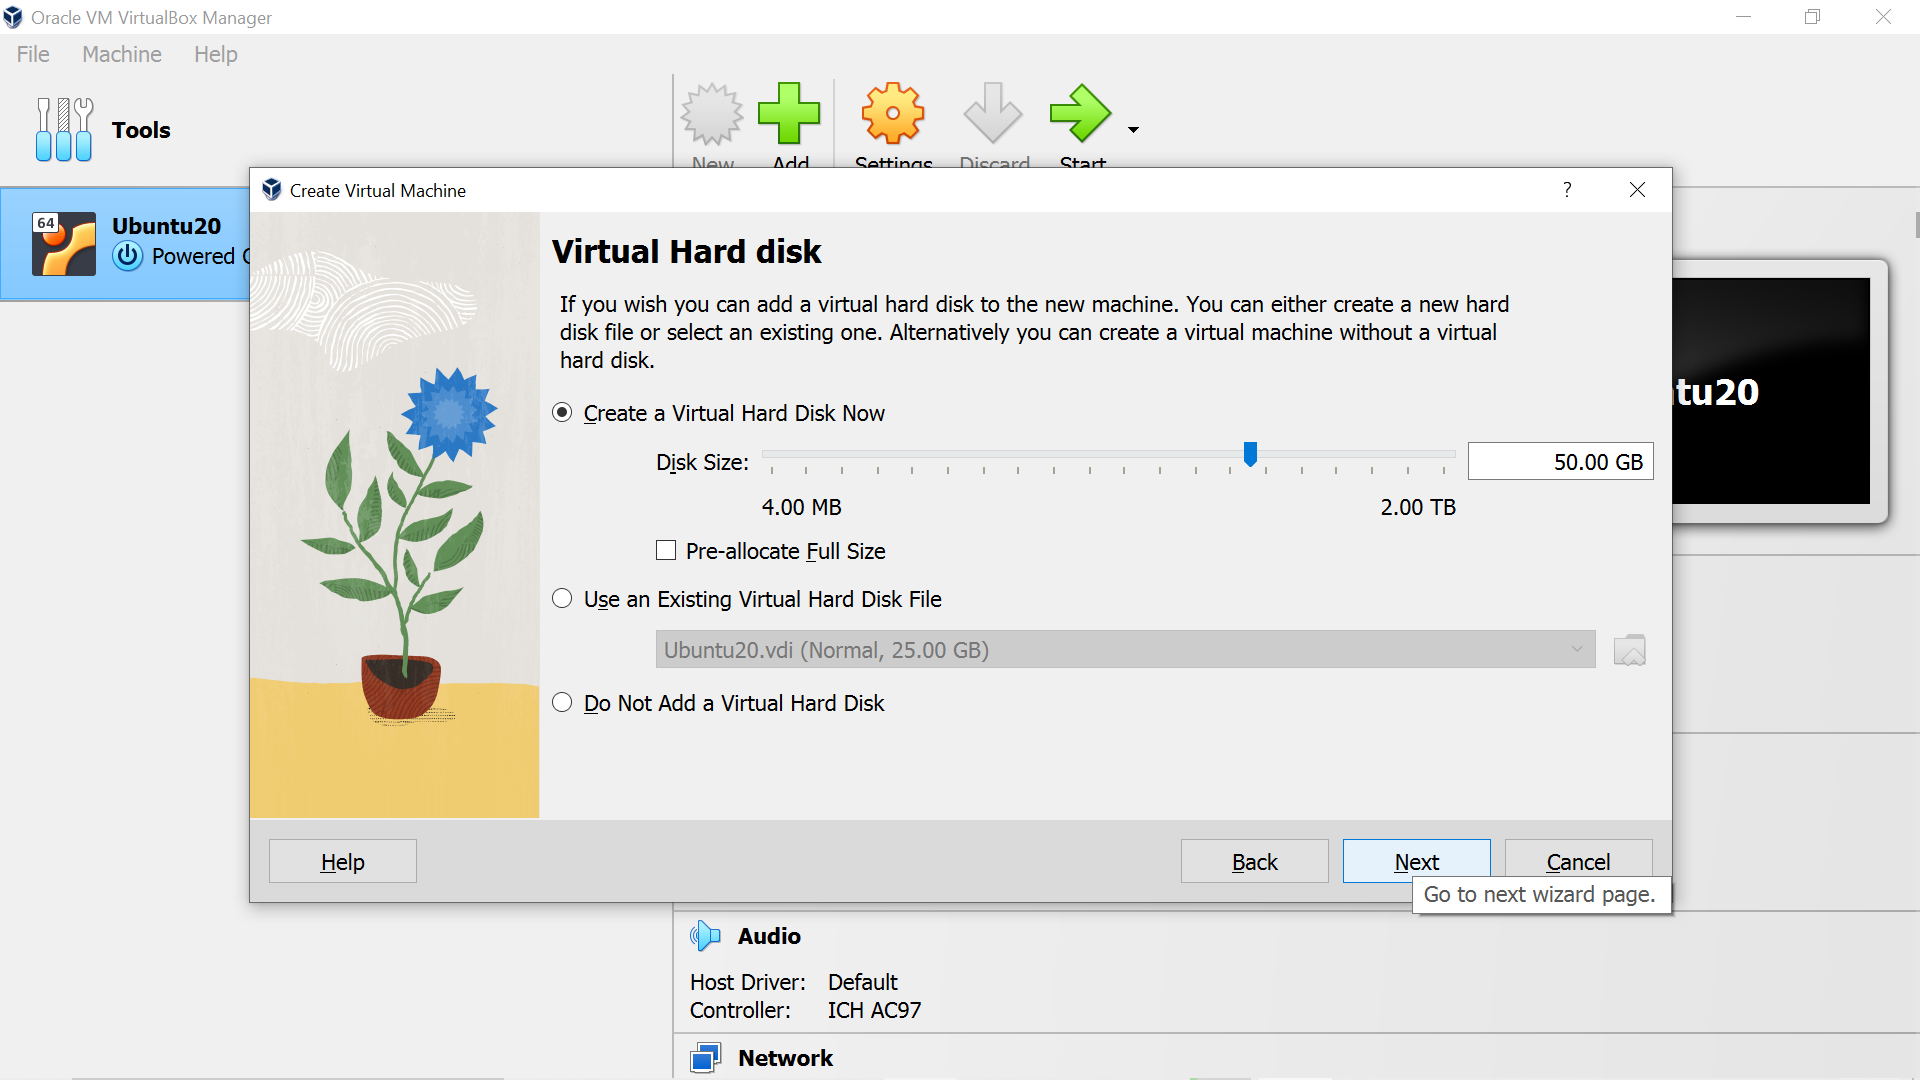 Oracle VM VirtualBox Manager
File Machine Help
Tools
New Add Settings Discard Start
64
Ubuntu20
Powered
Create Virtual Machine
?
Virtual Hard disk
If you wish you can add a virtual hard disk to the new machine. You can either create a new hard
disk file or select an existing one. Alternatively you can create a virtual machine without a virtual
hard disk.
tu20
Create a Virtual Hard Disk Now
Disk Size: 50.00 GB
4.00 MB 2.00 TB
Pre-allocate Full Size
Use an Existing Virtual Hard Disk File
Ubuntu20.vdi (Normal, 25.00 GB)
Do Not Add a Virtual Hard Disk
Help Back Next Cancel
Go to next wizard page.
Audio
Host Driver: Default
Controller: ICH AC97
Network